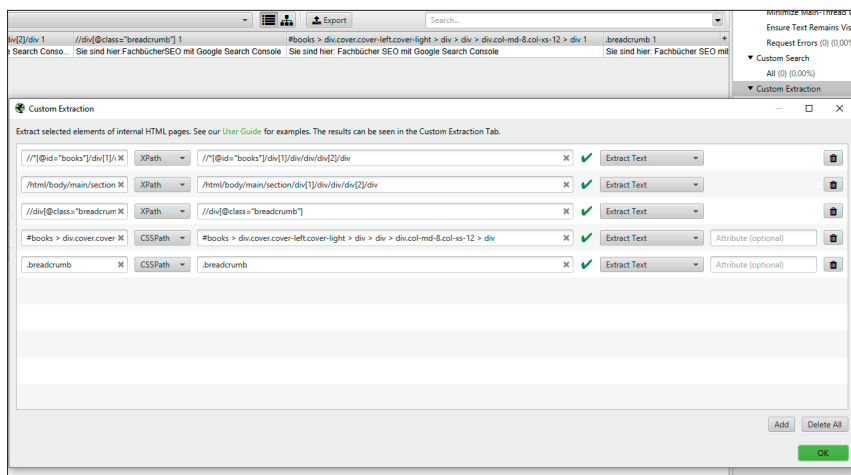 Minimize Main-Thread
Export
Search...
Ensure Text Remains Vis
iv[2]/div 1 //div[@class="breadcrumb"] 1 #books > div.cover.cover-left.cover-light > div > div > div.col-md-8.col-xs-12 > div 1 .breadcrumb 1 +
Request Errors (0) (0,00%
Search Conso... Sie sind hier:FachbücherSEO mit Google Search Console Sie sind hier: Fachbücher SEO mit Google Search Console Sie sind hier: Fachbücher SEO mit
Custom Search
All (0) (0,00%)
Custom Extraction
Custom Extraction
Extract selected elements of internal HTML pages. See our User Guide for examples. The results can be seen in the Custom Extraction Tab.
//*[@id="books"]/div[1]/ XPath //*[@id="books"]/div[1]/div/div/div[2]/div Extract Text
/html/body/main/section XPath /html/body/main/section/div[1]/div/div/div[2]/div Extract Text
//div[@class="breadcrum XPath //div[@class="breadcrumb"] Extract Text
#books > div.cover.cover CSSPath #books > div.cover.cover-left.cover-light > div > div > div.col-md-8.col-xs-12 > div Extract Text Attribute (optional)
.breadcrumb CSSPath .breadcrumb Extract Text Attribute (optional)
Add Delete All
OK